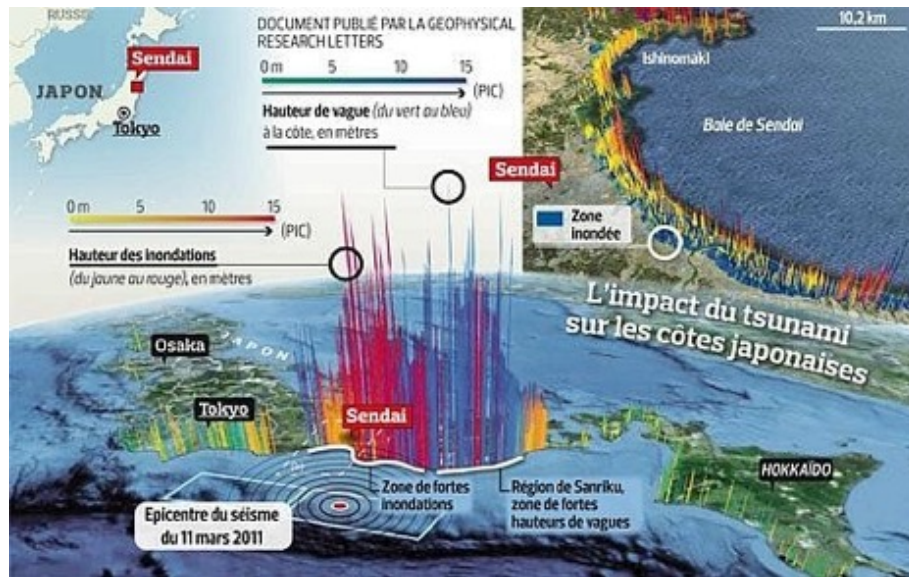 RUSSIE
JAPON
Sendai
Tokyo
DOCUMENT PUBLIÉ PAR LA GEOPHYSICAL
RESEARCH LETTERS
0 m 5 10 15
(PIC)
Hauteur de vague (du vert au bleu)
à la côte, en mètres
0 m 5 10 15
(PIC)
Hauteur des inondations
(du jaune au rouge), en mètres
10,2 km
Ishinomaki
Baie de Sendai
Sendai
Zone
inondée
L'impact du tsunami
sur les côtes japonaises
JAPON
Osaka
Tokyo
Sendai
Zone de fortes
inondations
Région de Sanriku,
zone de fortes
hauteurs de vagues
HOKKAÏDO
Epicentre du séisme
du 11 mars 2011